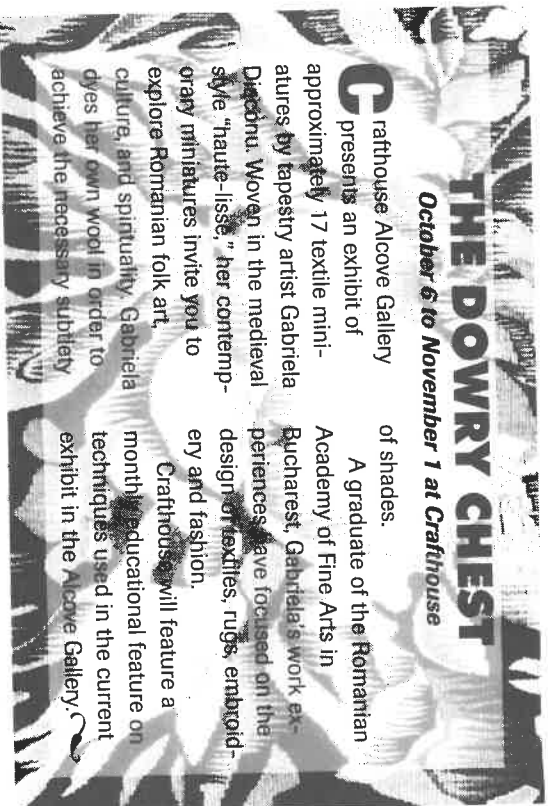 THE DOWRY CHEST
October 6 to November 1 at Crafthouse
Crafthouse Alcove Gallery
presents an exhibit of
approximately 17 textile mini-
atures by tapestry artist Gabriela
Diaconu. Woven in the medieval
style "haute-lisse," her contemp-
orary miniatures invite you to
explore Romanian folk art,
culture, and spirituality. Gabriela
dyes her own wool in order to
achieve the necessary subtlety
of shades.
A graduate of the Romanian
Academy of Fine Arts in
Bucharest, Gabriela's work ex-
periences have focused on the
design of textiles, rugs, embroid-
ery and fashion.
Crafthouse will feature a
monthly educational feature on
techniques used in the current
exhibit in the Alcove Gallery.